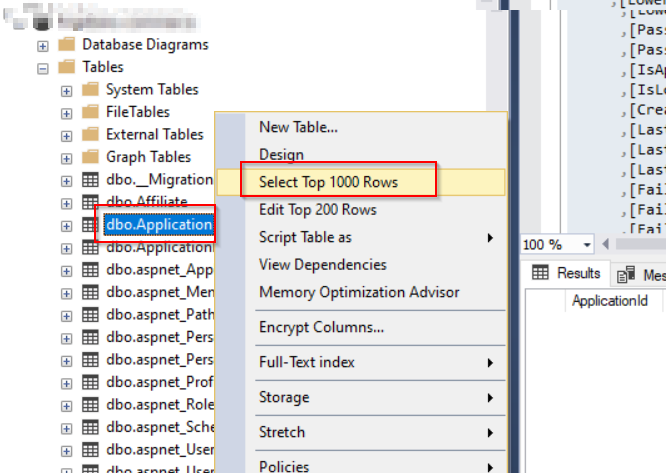 Database Diagrams
Tables
System Tables
FileTables
External Tables
Graph Tables
dbo.__Migration
dbo.Affiliate
dbo.Application
dbo.Application
dbo.aspnet_App
dbo.aspnet_Mer
dbo.aspnet_Path
dbo.aspnet_Pers
dbo.aspnet_Pers
dbo.aspnet_Prof
dbo.aspnet_Role
dbo.aspnet_Sche
dbo.aspnet_User
dbo.aspnet_User
New Table...
Design
Select Top 1000 Rows
Edit Top 200 Rows
Script Table as
View Dependencies
Memory Optimization Advisor
Encrypt Columns...
Full-Text index
Storage
Stretch
Policies
,[Lower
,[Lowe
,[Pass
,[Pass
,[IsAp
,[IsLo
,[Crea
,[Last
,[Last
,[Last
,[Fail
,[Fail
,[Fail
100 %
Results
Mes
ApplicationId